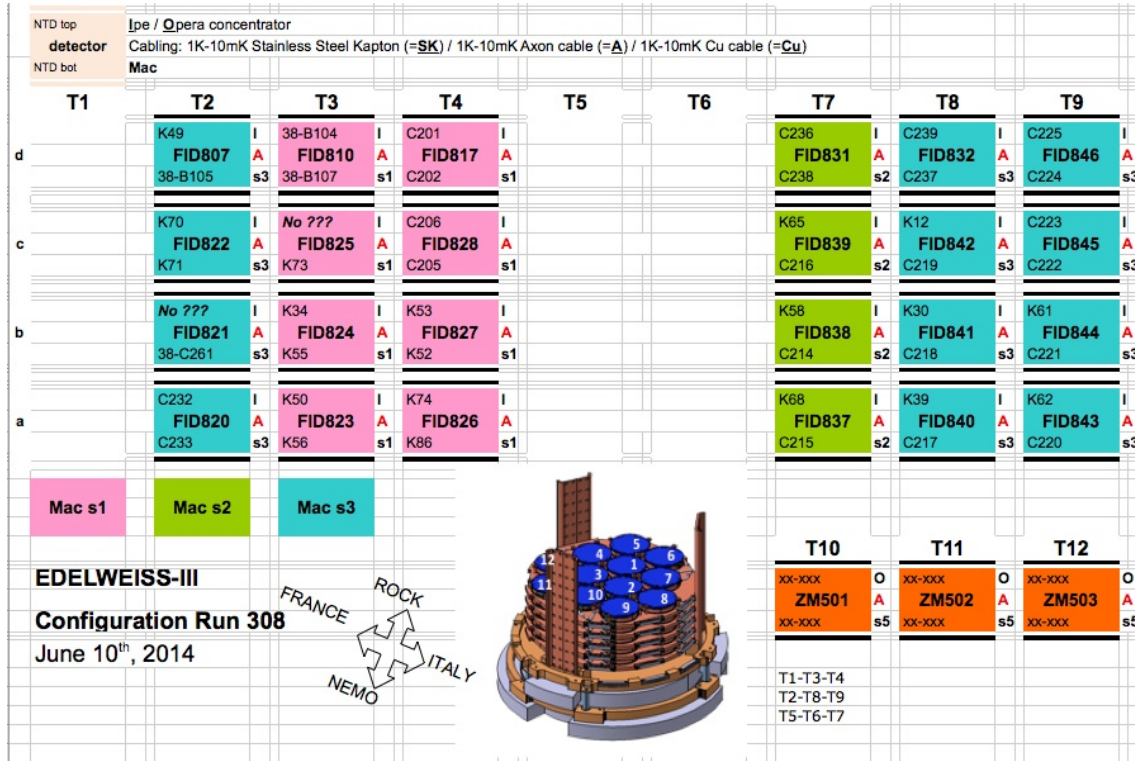 NTD top Ipe / Opera concentrator
detector Cabling: 1K-10mK Stainless Steel Kapton (=SK) / 1K-10mK Axon cable (=A) / 1K-10mK Cu cable (=Cu)
NTD bot Mac
T1 T2 T3 T4 T5 T6 T7 T8 T9
K49 I 38-B104 I C201 I C236 I C239 I C225 I
d FID807 A FID810 A FID817 A FID831 A FID832 A FID846 A
38-B105 s3 38-B107 s1 C202 s1 C238 s2 C237 s3 C224 s3
K70 I No ??? I C206 I K65 I K12 I C223 I
c FID822 A FID825 A FID828 A FID839 A FID842 A FID845 A
K71 s3 K73 s1 C205 s1 C216 s2 C219 s3 C222 s3
No ??? I K34 I K53 I K58 I K30 I K61 I
b FID821 A FID824 A FID827 A FID838 A FID841 A FID844 A
38-C261 s3 K55 s1 K52 s1 C214 s2 C218 s3 C221 s3
C232 I K50 I K74 I K68 I K39 I K62 I
a FID820 A FID823 A FID826 A FID837 A FID840 A FID843 A
C233 s3 K56 s1 K86 s1 C215 s2 C217 s3 C220 s3
Mac s1 Mac s2 Mac s3
5
12 4 6
1
11 3 7
10 2
9 8
T10 T11 T12
xx-xxx O xx-xxx O xx-xxx O
ZM501 A ZM502 A ZM503 A
xx-xxx s5 xx-xxx s5 xx-xxx s5
EDELWEISS-III
Configuration Run 308
June 10th, 2014
FRANCE
ROCK
ITALY
NEMO
T1-T3-T4
T2-T8-T9
T5-T6-T7